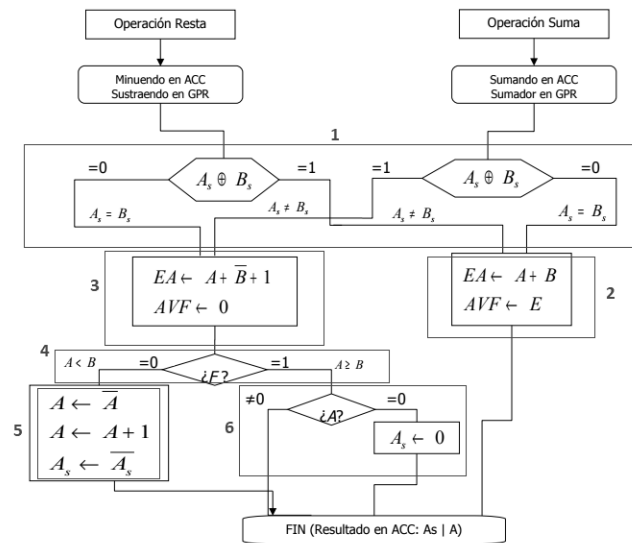 Operación Resta
Operación Suma
Minuendo en ACC
Sustraendo en GPR
Sumando en ACC
Sumador en GPR
1
=0
A_s ⊕ B_s
=1
=1
A_s ⊕ B_s
=0
A_s = B_s
A_s ≠ B_s
A_s ≠ B_s
A_s = B_s
3
EA ← A + B̅ + 1
AVF ← 0
EA ← A + B
AVF ← E
2
4
A < B
=0
¿E?
=1
A ≥ B
5
A ← A̅
A ← A + 1
A_s ← A̅_s̅
6
≠0
¿A?
=0
A_s ← 0
FIN (Resultado en ACC: As | A)